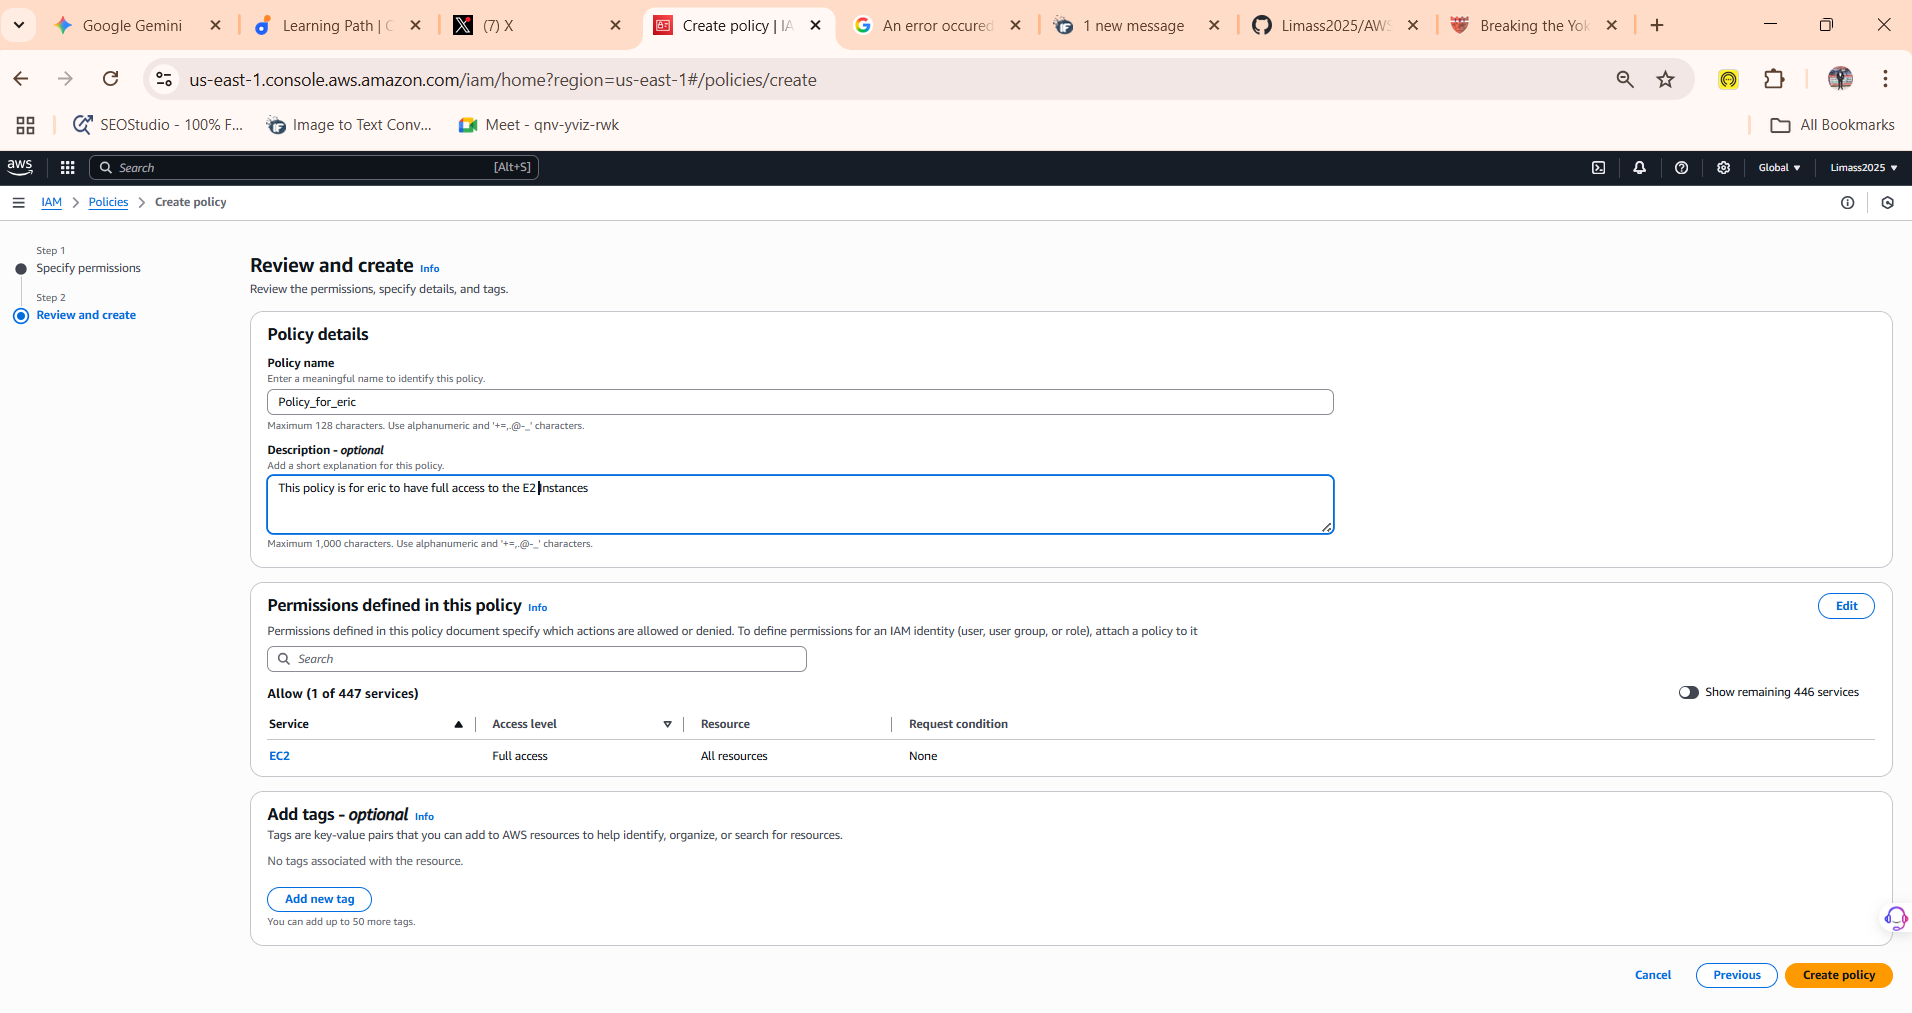 Google Gemini
Learning Path | C
(7) X
Create policy | IA
An error occured
1 new message
Limass2025/AWS
Breaking the Yok
us-east-1.console.aws.amazon.com/iam/home?region=us-east-1#/policies/create
SEOStudio - 100% F...
Image to Text Conv...
Meet - qnv-yviz-rwk
All Bookmarks
aws
Search
[Alt+S]
Global
Limass2025
IAM
Policies
Create policy
Step 1
Specify permissions
Step 2
Review and create
Review and create Info
Review the permissions, specify details, and tags.
Policy details
Policy name
Enter a meaningful name to identify this policy.
Policy_for_eric
Maximum 128 characters. Use alphanumeric and '+=,.@-_' characters.
Description - optional
Add a short explanation for this policy.
This policy is for eric to have full access to the E2 Instances
Maximum 1,000 characters. Use alphanumeric and '+=,.@-_' characters.
Permissions defined in this policy Info
Edit
Permissions defined in this policy document specify which actions are allowed or denied. To define permissions for an IAM identity (user, user group, or role), attach a policy to it
Search
Allow (1 of 447 services)
Show remaining 446 services
Service
Access level
Resource
Request condition
EC2
Full access
All resources
None
Add tags - optional Info
Tags are key-value pairs that you can add to AWS resources to help identify, organize, or search for resources.
No tags associated with the resource.
Add new tag
You can add up to 50 more tags.
Cancel
Previous
Create policy